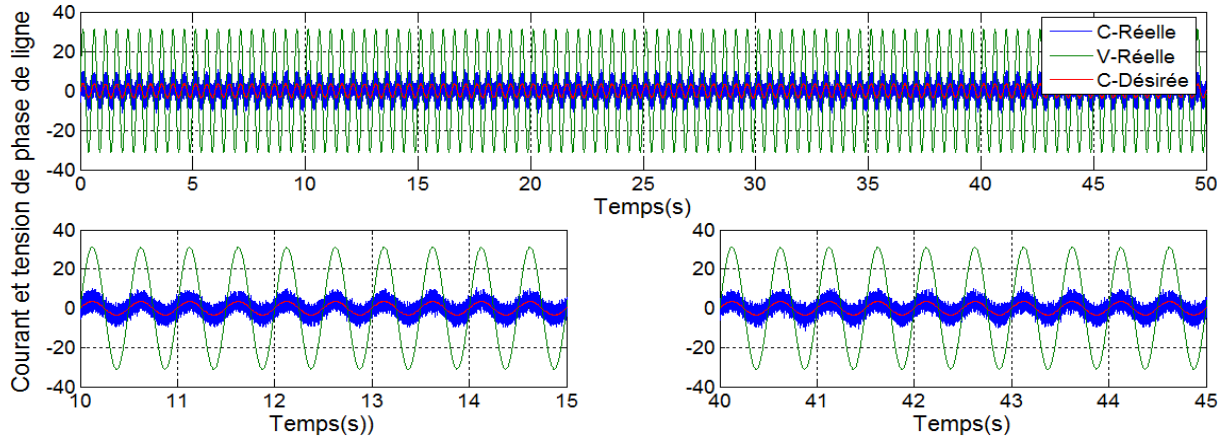 Courant et tension de phase de ligne
40
20
0
-20
-40
0 5 10 15 20 25 30 35 40 45 50
Temps(s)
C-Réelle
V-Réelle
C-Désirée
40
20
0
-20
-40
10 11 12 13 14 15
Temps(s))
40
20
0
-20
-40
40 41 42 43 44 45
Temps(s)